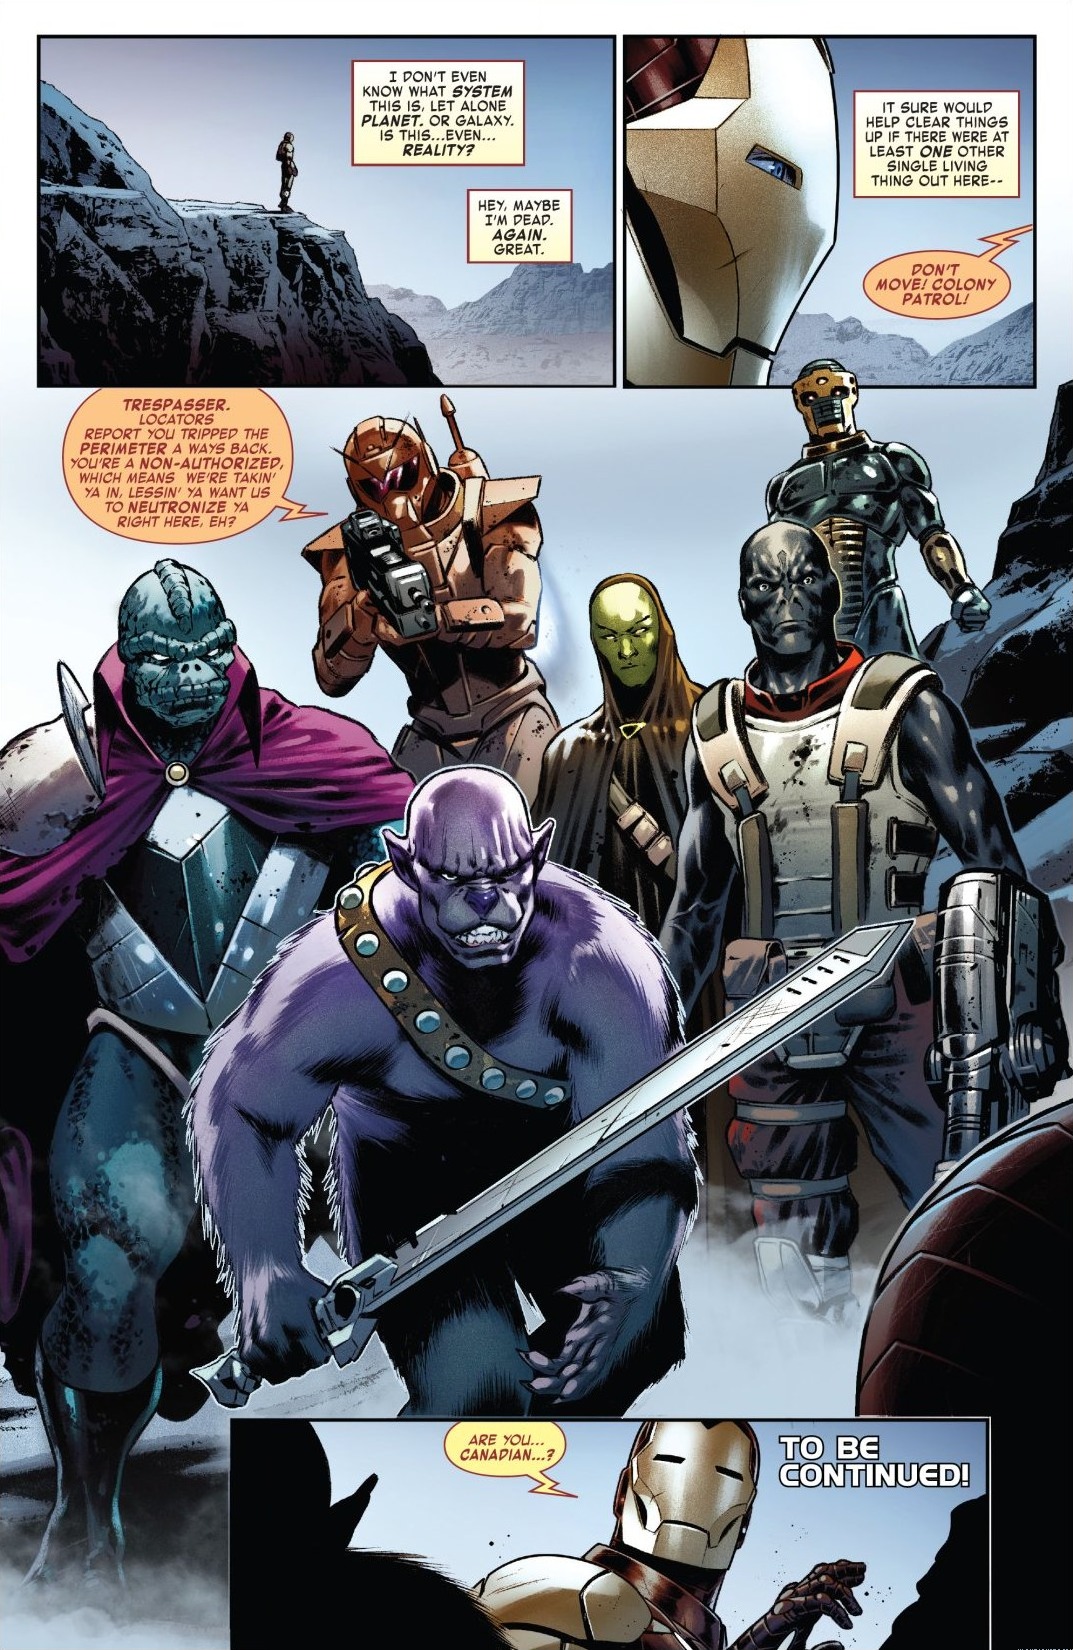 I DON'T EVEN
KNOW WHAT SYSTEM
THIS IS, LET ALONE
PLANET. OR GALAXY.
IS THIS...EVEN...
REALITY?
HEY, MAYBE
I'M DEAD.
AGAIN.
GREAT.
IT SURE WOULD
HELP CLEAR THINGS
UP IF THERE WERE AT
LEAST ONE OTHER
SINGLE LIVING
THING OUT HERE--
DON'T
MOVE! COLONY
PATROL!
TRESPASSER.
LOCATORS
REPORT YOU TRIPPED THE
PERIMETER A WAYS BACK.
YOU'RE A NON-AUTHORIZED,
WHICH MEANS WE'RE TAKIN'
YA IN, LESSIN' YA WANT US
TO NEUTRONIZE YA
RIGHT HERE, EH?
ARE YOU...
CANADIAN...?
TO BE
CONTINUED!